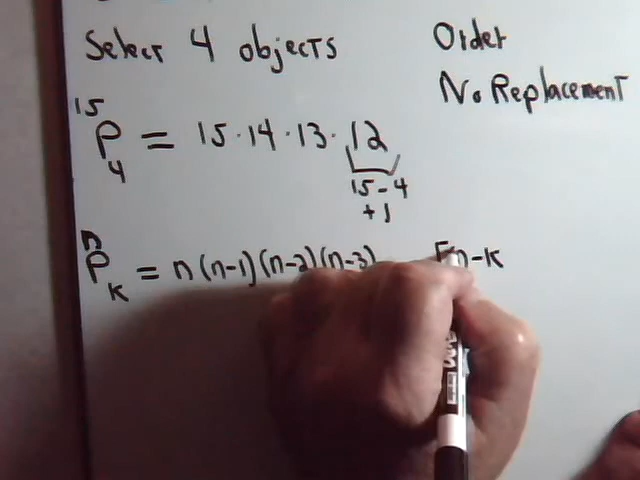 Select 4 objects Order
No Replacement
15 P 4 = 15 · 14 · 13 · 12
15 - 4
+ 1
n P k = n (n-1) (n-2) (n-3) [n-k